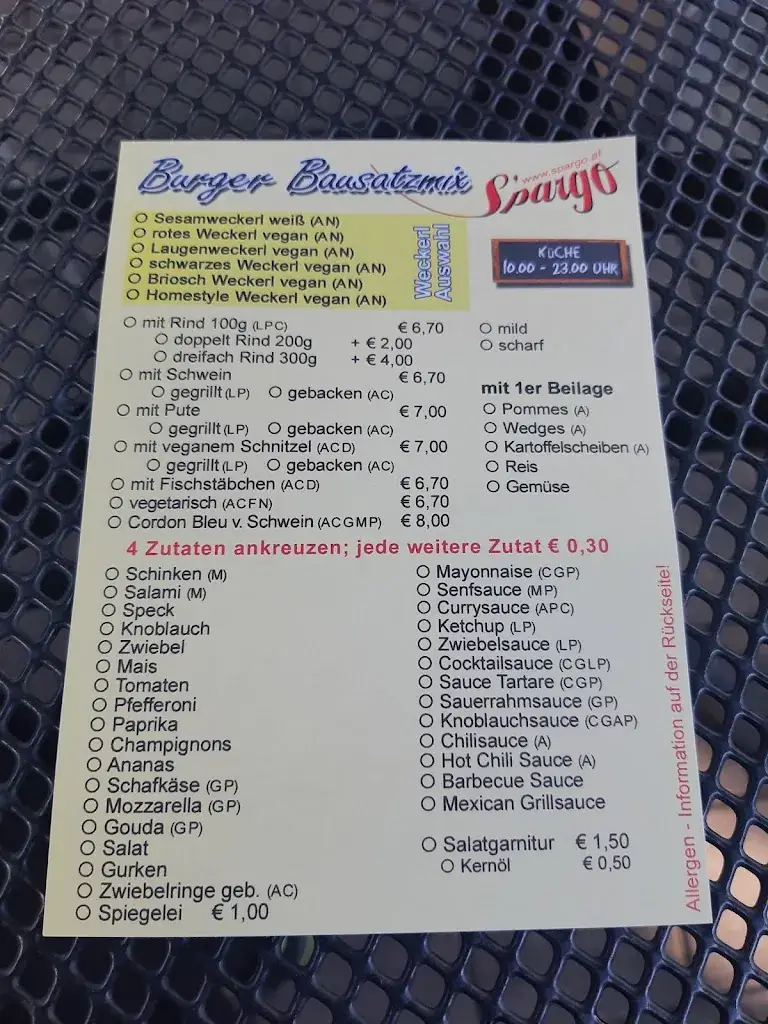 Burger Bausatzmix
www.spargo.at
Spargo
○ Sesamweckerl weiß (AN)
○ rotes Weckerl vegan (AN)
○ Laugenweckerl vegan (AN)
○ schwarzes Weckerl vegan (AN)
○ Briosch Weckerl vegan (AN)
○ Homestyle Weckerl vegan (AN)
Weckerl
Auswahl
KÜCHE
10.00 - 23.00 UHR
○ mit Rind 100g (LPC) € 6,70
○ doppelt Rind 200g + € 2,00
○ dreifach Rind 300g + € 4,00
○ mit Schwein € 6,70
○ gegrillt (LP) ○ gebacken (AC)
○ mit Pute € 7,00
○ gegrillt (LP) ○ gebacken (AC)
○ mit veganem Schnitzel (ACD) € 7,00
○ gegrillt (LP) ○ gebacken (AC)
○ mit Fischstäbchen (ACD) € 6,70
○ vegetarisch (ACFN) € 6,70
○ Cordon Bleu v. Schwein (ACGMP) € 8,00
○ mild
○ scharf
mit 1er Beilage
○ Pommes (A)
○ Wedges (A)
○ Kartoffelscheiben (A)
○ Reis
○ Gemüse
4 Zutaten ankreuzen; jede weitere Zutat € 0,30
○ Schinken (M)
○ Salami (M)
○ Speck
○ Knoblauch
○ Zwiebel
○ Mais
○ Tomaten
○ Pfefferoni
○ Paprika
○ Champignons
○ Ananas
○ Schafkäse (GP)
○ Mozzarella (GP)
○ Gouda (GP)
○ Salat
○ Gurken
○ Zwiebelringe geb. (AC)
○ Spiegelei € 1,00
○ Mayonnaise (CGP)
○ Senfsauce (MP)
○ Currysauce (APC)
○ Ketchup (LP)
○ Zwiebelsauce (LP)
○ Cocktailsauce (CGLP)
○ Sauce Tartare (CGP)
○ Sauerrahmsauce (GP)
○ Knoblauchsauce (CGAP)
○ Chilisauce (A)
○ Hot Chili Sauce (A)
○ Barbecue Sauce
○ Mexican Grillsauce
○ Salatgarnitur € 1,50
○ Kernöl € 0,50
Allergen - Information auf der Rückseite!